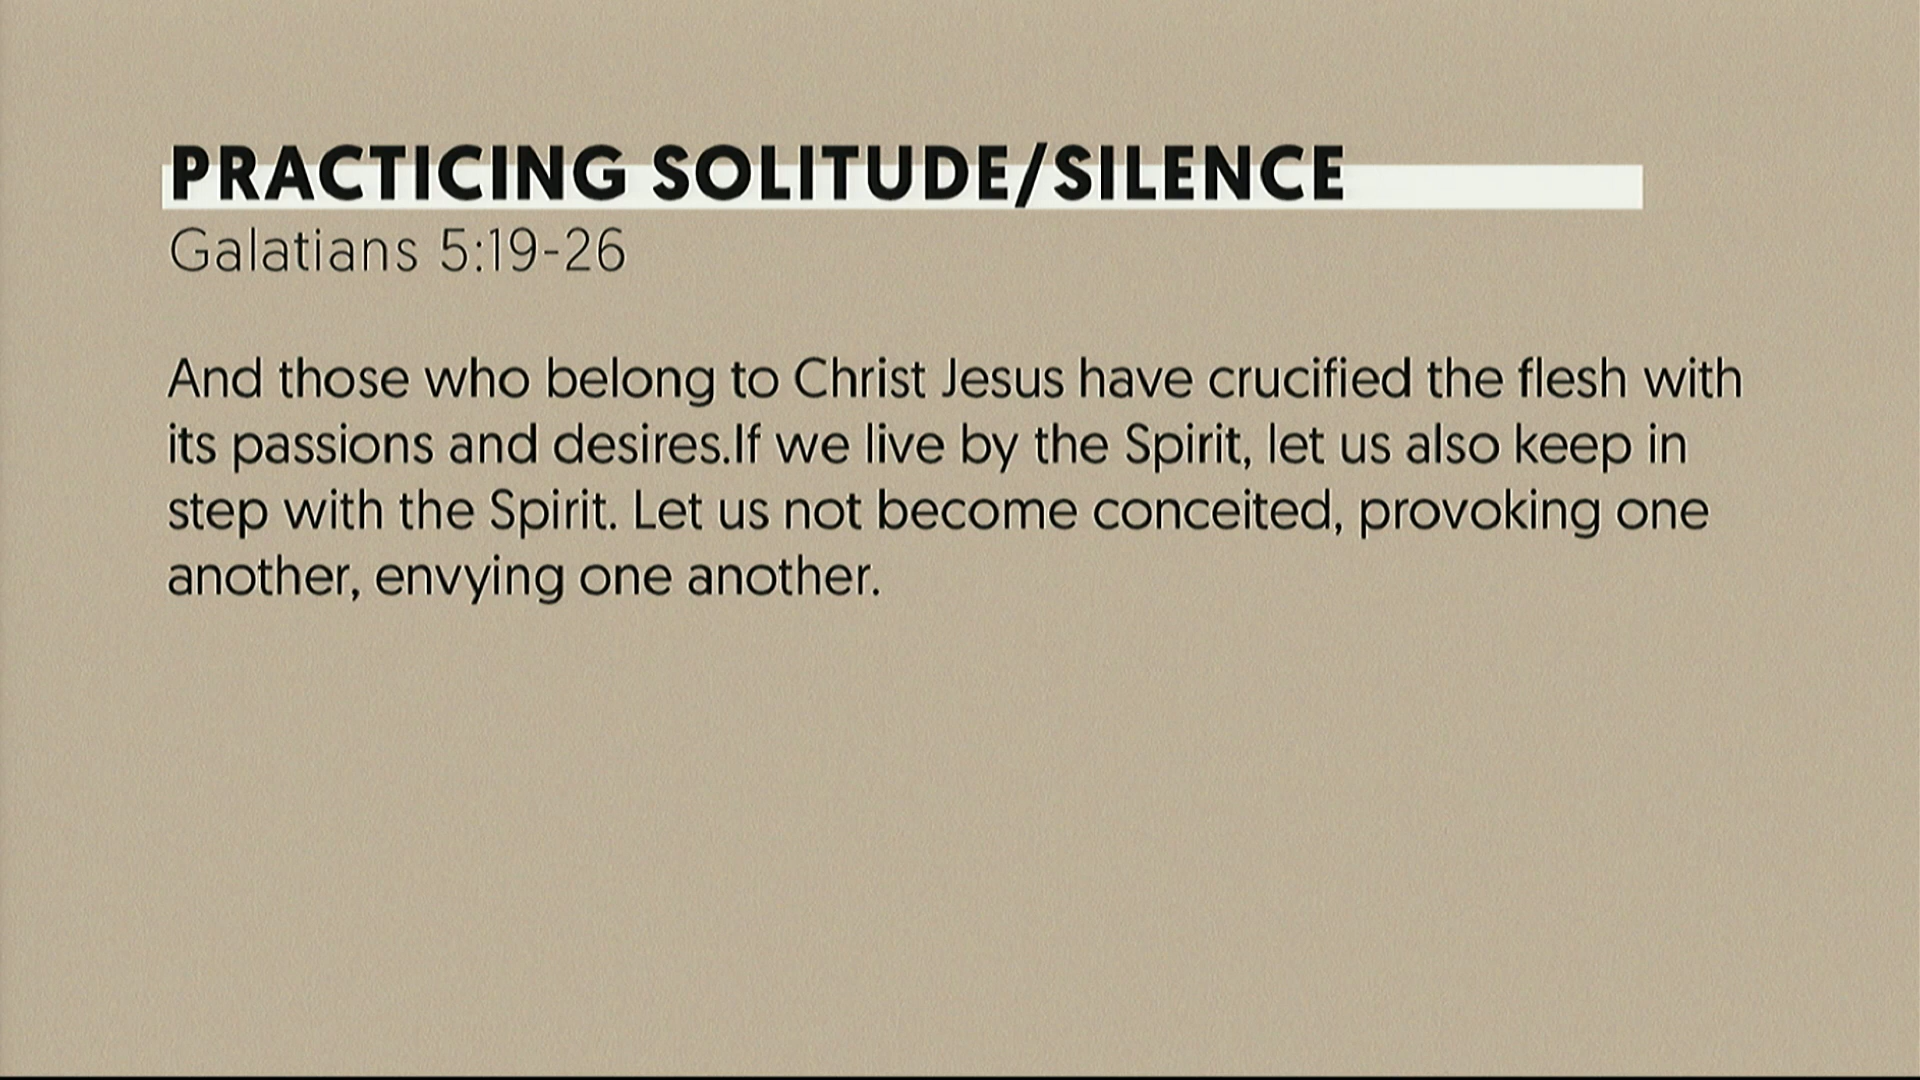 PRACTICING SOLITUDE/SILENCE
Galatians 5:19-26
And those who belong to Christ Jesus have crucified the flesh with
its passions and desires.If we live by the Spirit, let us also keep in
step with the Spirit. Let us not become conceited, provoking one
another, envying one another.